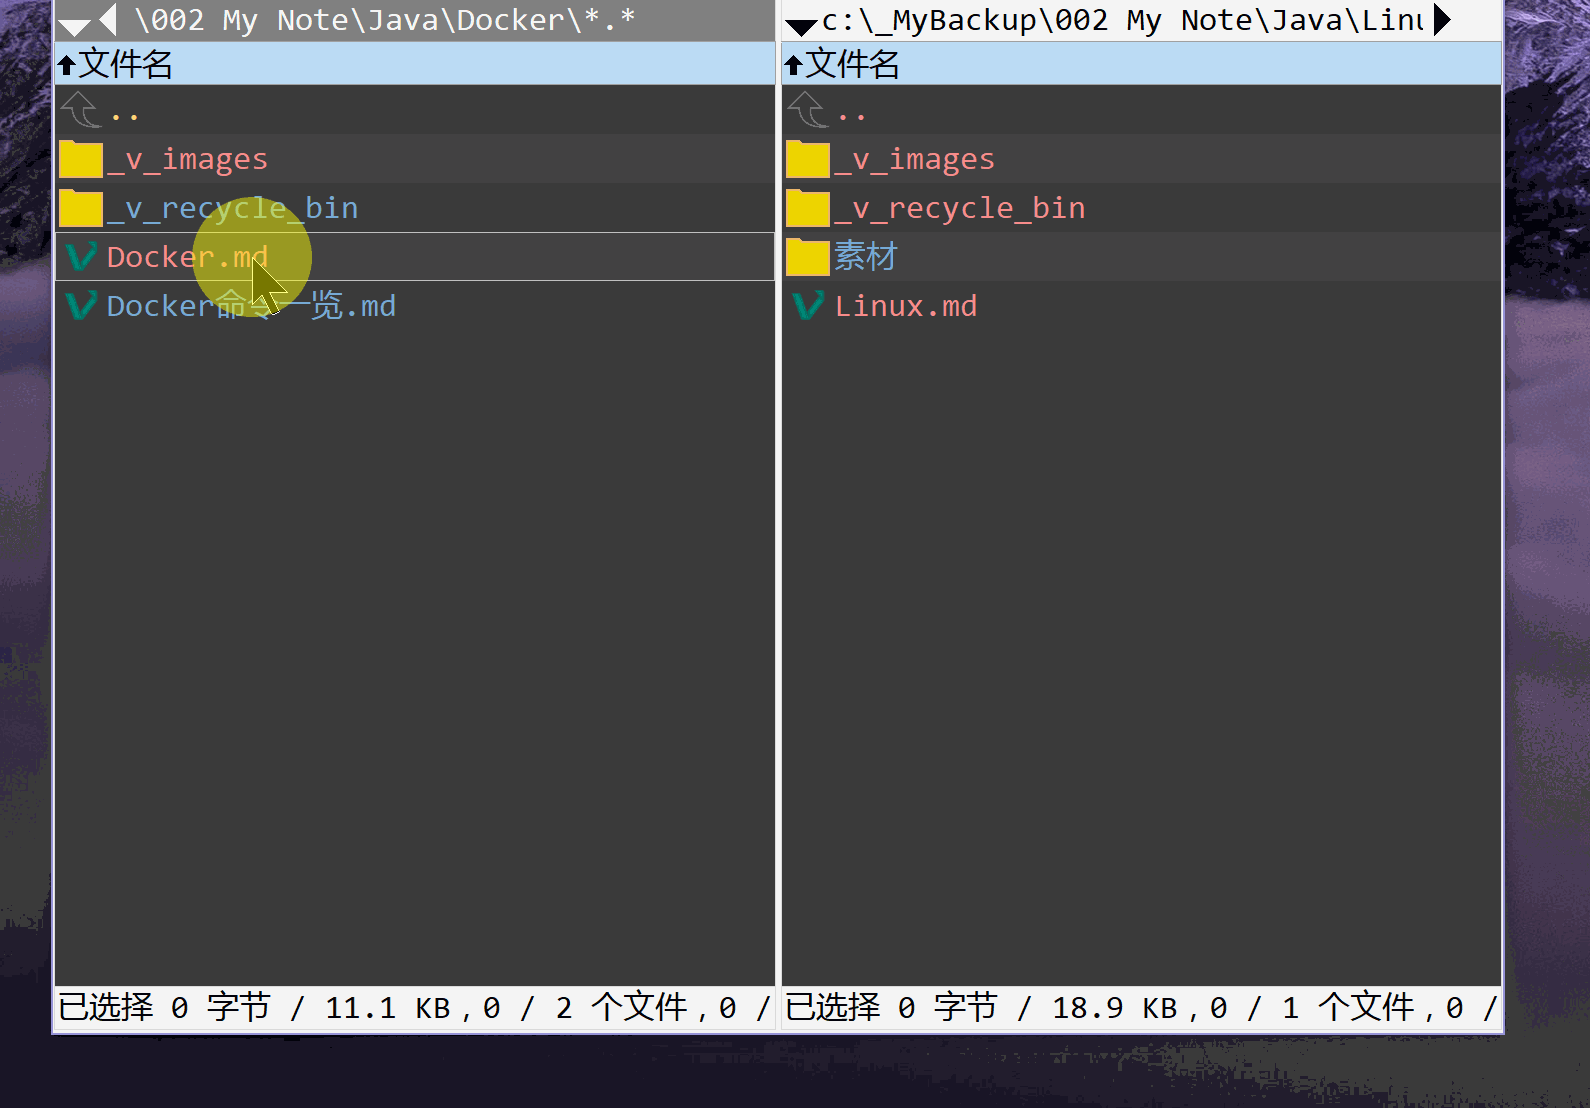 \002 My Note\Java\Docker\*.*
文件名
..
_v_images
_v_recycle_bin
Docker.md
Docker命令一览.md
已选择 0 字节 / 11.1 KB,0 / 2 个文件,0 /
c:\_MyBackup\002 My Note\Java\Linu
文件名
..
_v_images
_v_recycle_bin
素材
Linux.md
已选择 0 字节 / 18.9 KB,0 / 1 个文件,0 /